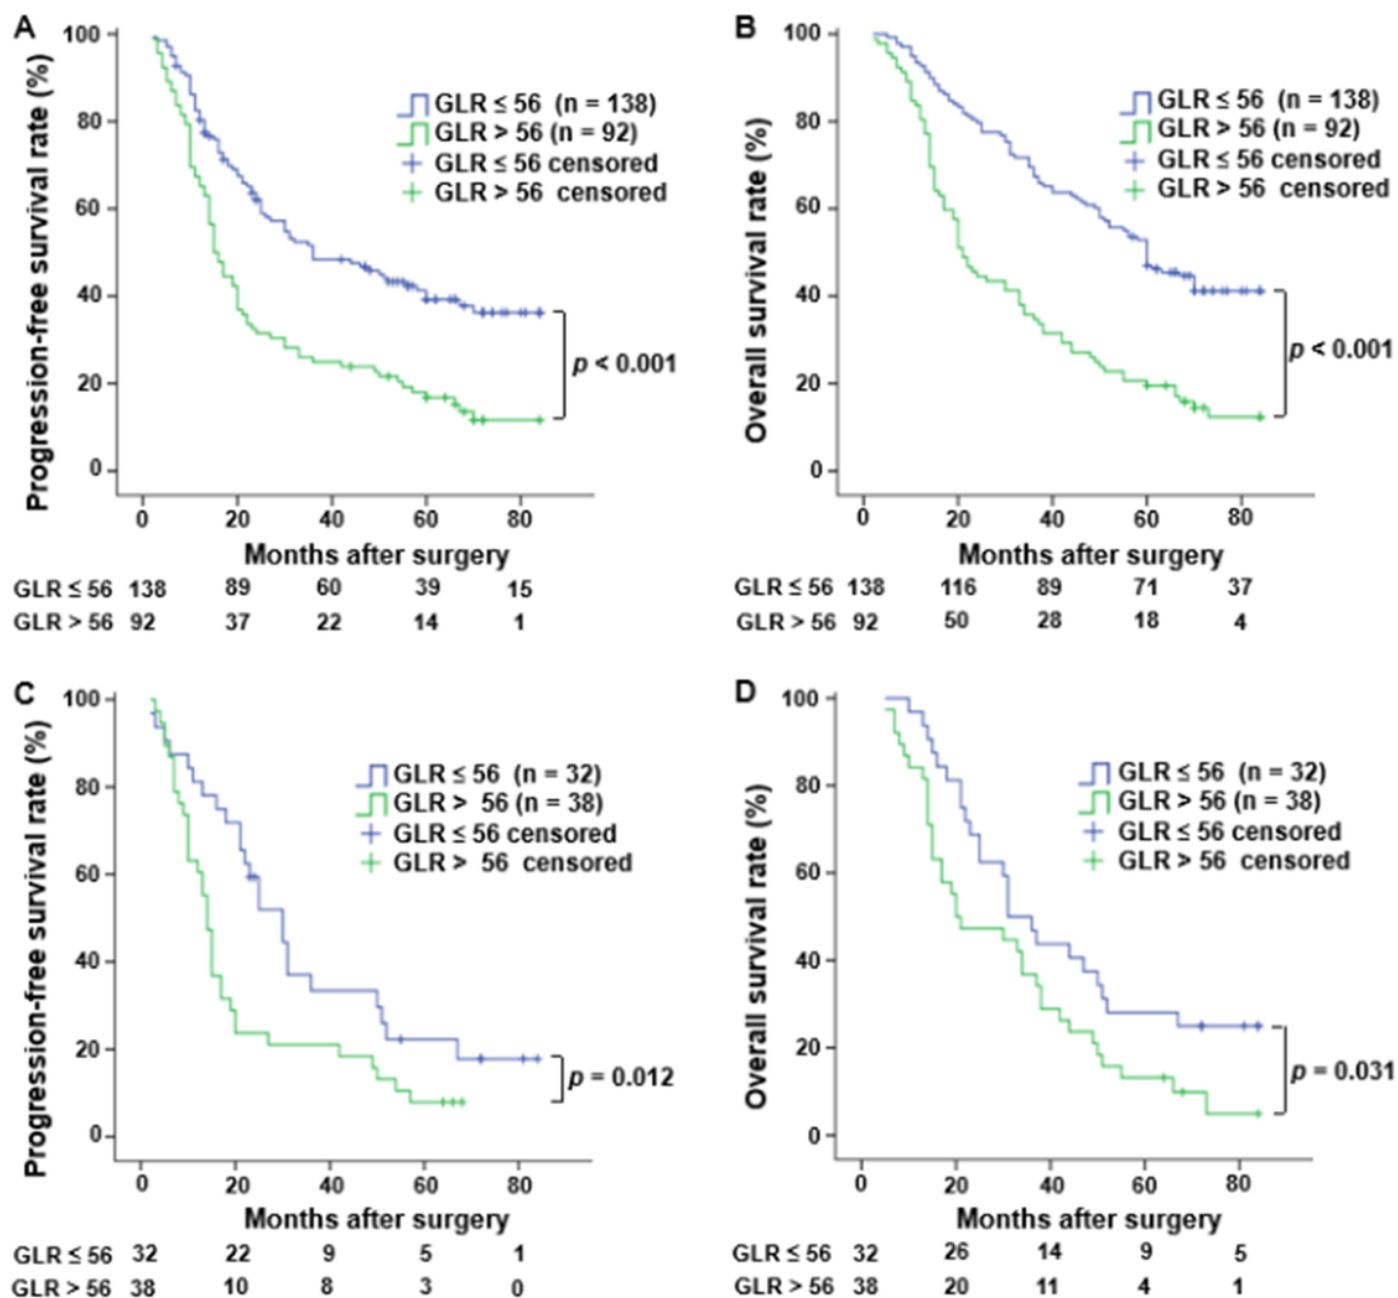 A
Progression-free survival rate (%)
100
80
60
40
20
0
GLR ≤ 56 (n = 138)
GLR > 56 (n = 92)
GLR ≤ 56 censored
GLR > 56 censored
p < 0.001
0 20 40 60 80
Months after surgery
GLR ≤ 56 138 89 60 39 15
GLR > 56 92 37 22 14 1
B
Overall survival rate (%)
100
80
60
40
20
0
GLR ≤ 56 (n = 138)
GLR > 56 (n = 92)
GLR ≤ 56 censored
GLR > 56 censored
p < 0.001
0 20 40 60 80
Months after surgery
GLR ≤ 56 138 116 89 71 37
GLR > 56 92 50 28 18 4
C
Progression-free survival rate (%)
100
80
60
40
20
0
GLR ≤ 56 (n = 32)
GLR > 56 (n = 38)
GLR ≤ 56 censored
GLR > 56 censored
p = 0.012
0 20 40 60 80
Months after surgery
GLR ≤ 56 32 22 9 5 1
GLR > 56 38 10 8 3 0
D
Overall survival rate (%)
100
80
60
40
20
0
GLR ≤ 56 (n = 32)
GLR > 56 (n = 38)
GLR ≤ 56 censored
GLR > 56 censored
p = 0.031
0 20 40 60 80
Months after surgery
GLR ≤ 56 32 26 14 9 5
GLR > 56 38 20 11 4 1